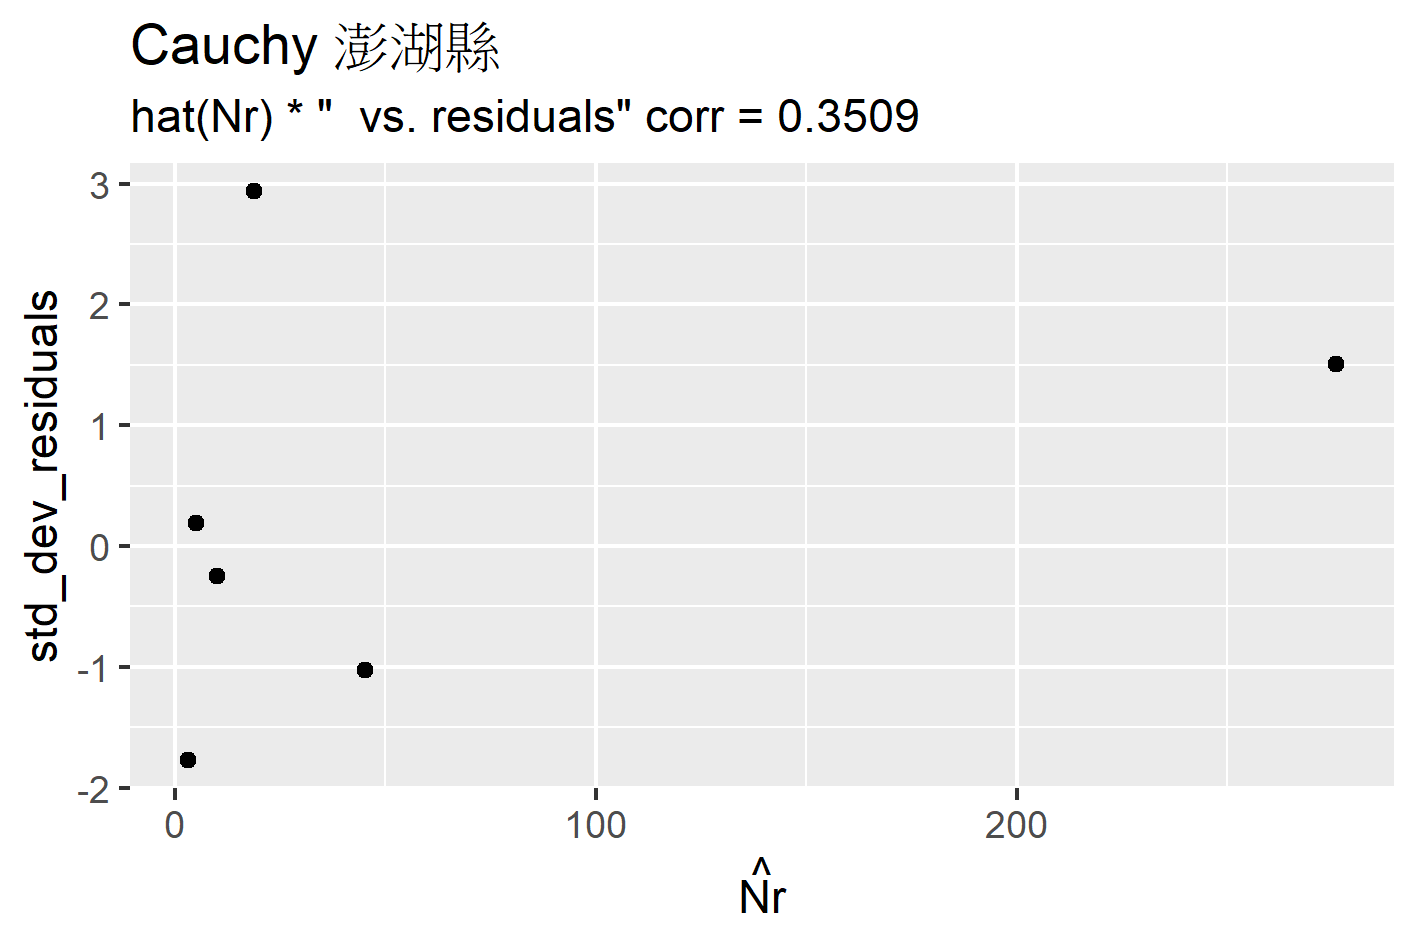 Cauchy 澎湖縣
hat(Nr) * "  vs. residuals" corr = 0.3509
std_dev_residuals
3
2
1
0
-1
-2
0
100
200
N̂r